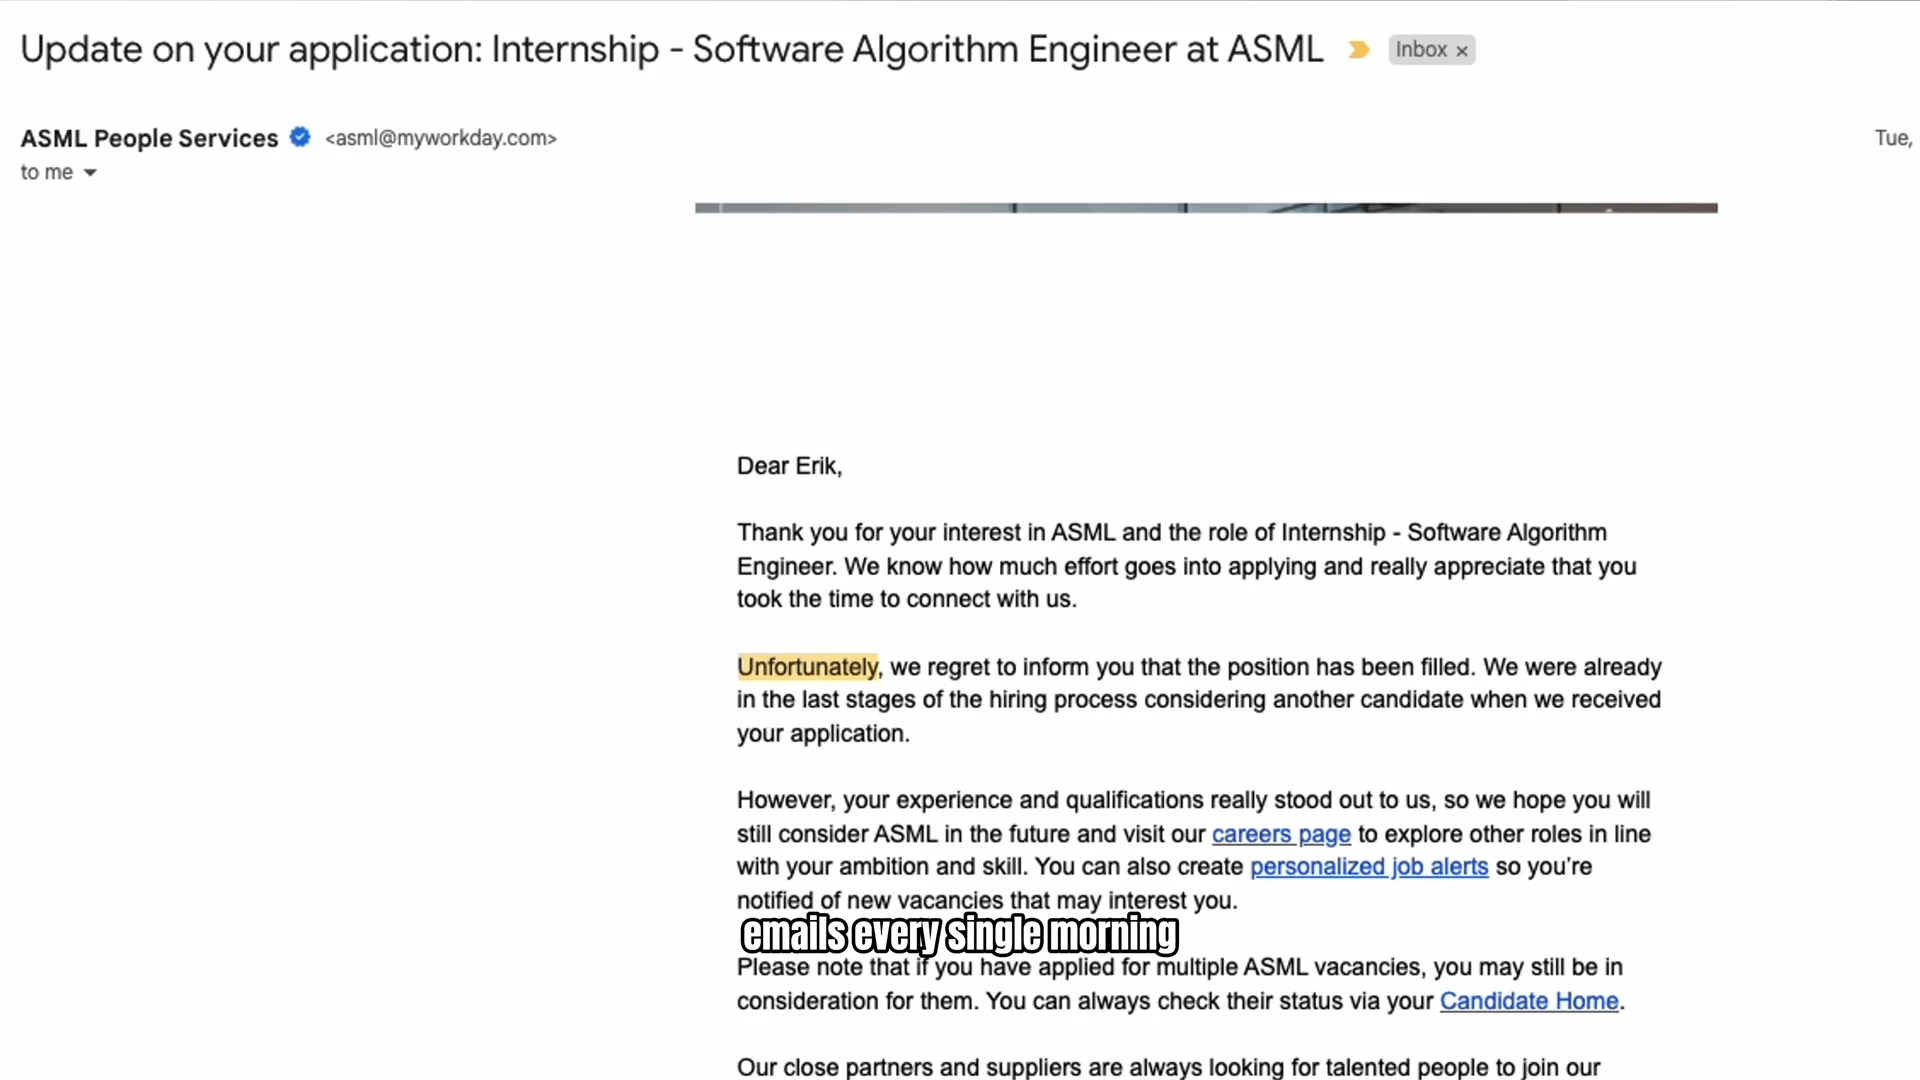 Update on your application: Internship - Software Algorithm Engineer at ASML Inbox x
ASML People Services <asml@myworkday.com> Tue,
to me
Dear Erik,
Thank you for your interest in ASML and the role of Internship - Software Algorithm
Engineer. We know how much effort goes into applying and really appreciate that you
took the time to connect with us.
Unfortunately, we regret to inform you that the position has been filled. We were already
in the last stages of the hiring process considering another candidate when we received
your application.
However, your experience and qualifications really stood out to us, so we hope you will
still consider ASML in the future and visit our careers page to explore other roles in line
with your ambition and skill. You can also create personalized job alerts so you're
notified of new vacancies that may interest you.
emails every single morning
Please note that if you have applied for multiple ASML vacancies, you may still be in
consideration for them. You can always check their status via your Candidate Home.
Our close partners and suppliers are always looking for talented people to join our